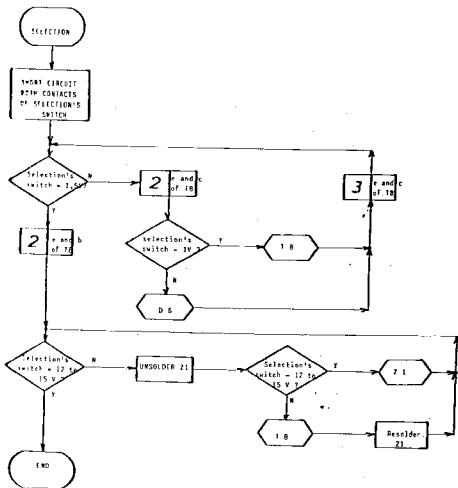 SELECTION
SHORT CIRCUIT
BOTH CONTACTS
OF SELECTION'S
SWITCH
Selection's
switch = 1,5V?
N
2 e and c
of T8
3 e and c
of T8
Y
2 e and b
of T8
selection's
switch = 1V ?
Y
T 8
N
D 6
Selection's
switch = 12 to
15 V ?
N
UNSOLDER Z1
Selection's
switch = 12 to
15 V ?
Y
Z 1
Y
N
T 8
Resolder
Z1
END